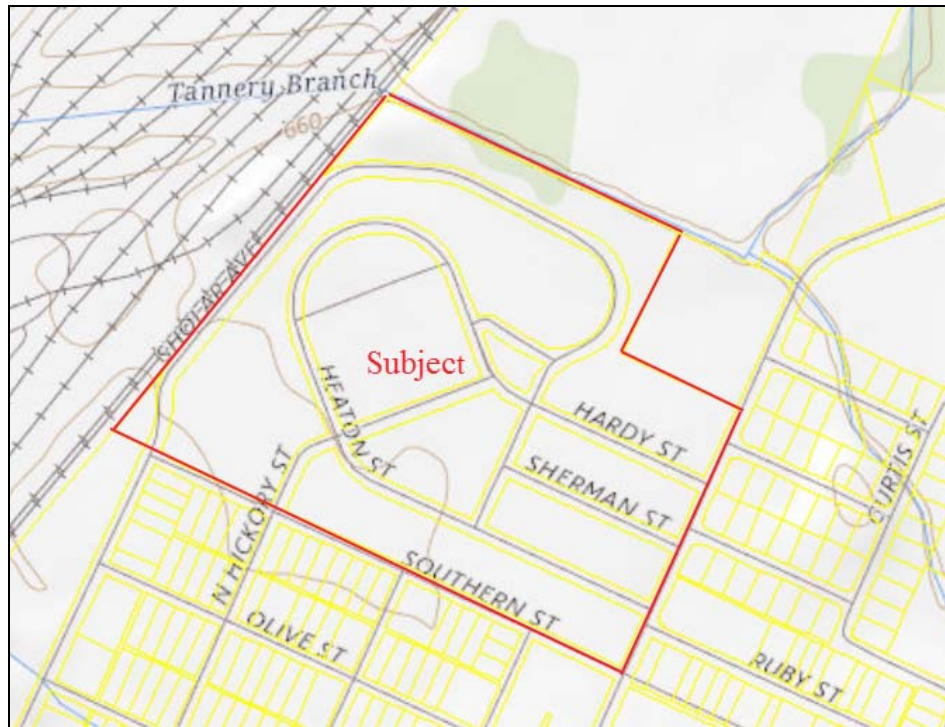 Tannery Branch
660
SHOLAR AVE
Subject
HEATON ST
HARDY ST
SHERMAN ST
CURTIS ST
N HICKORY ST
SOUTHERN ST
OLIVE ST
RUBY ST